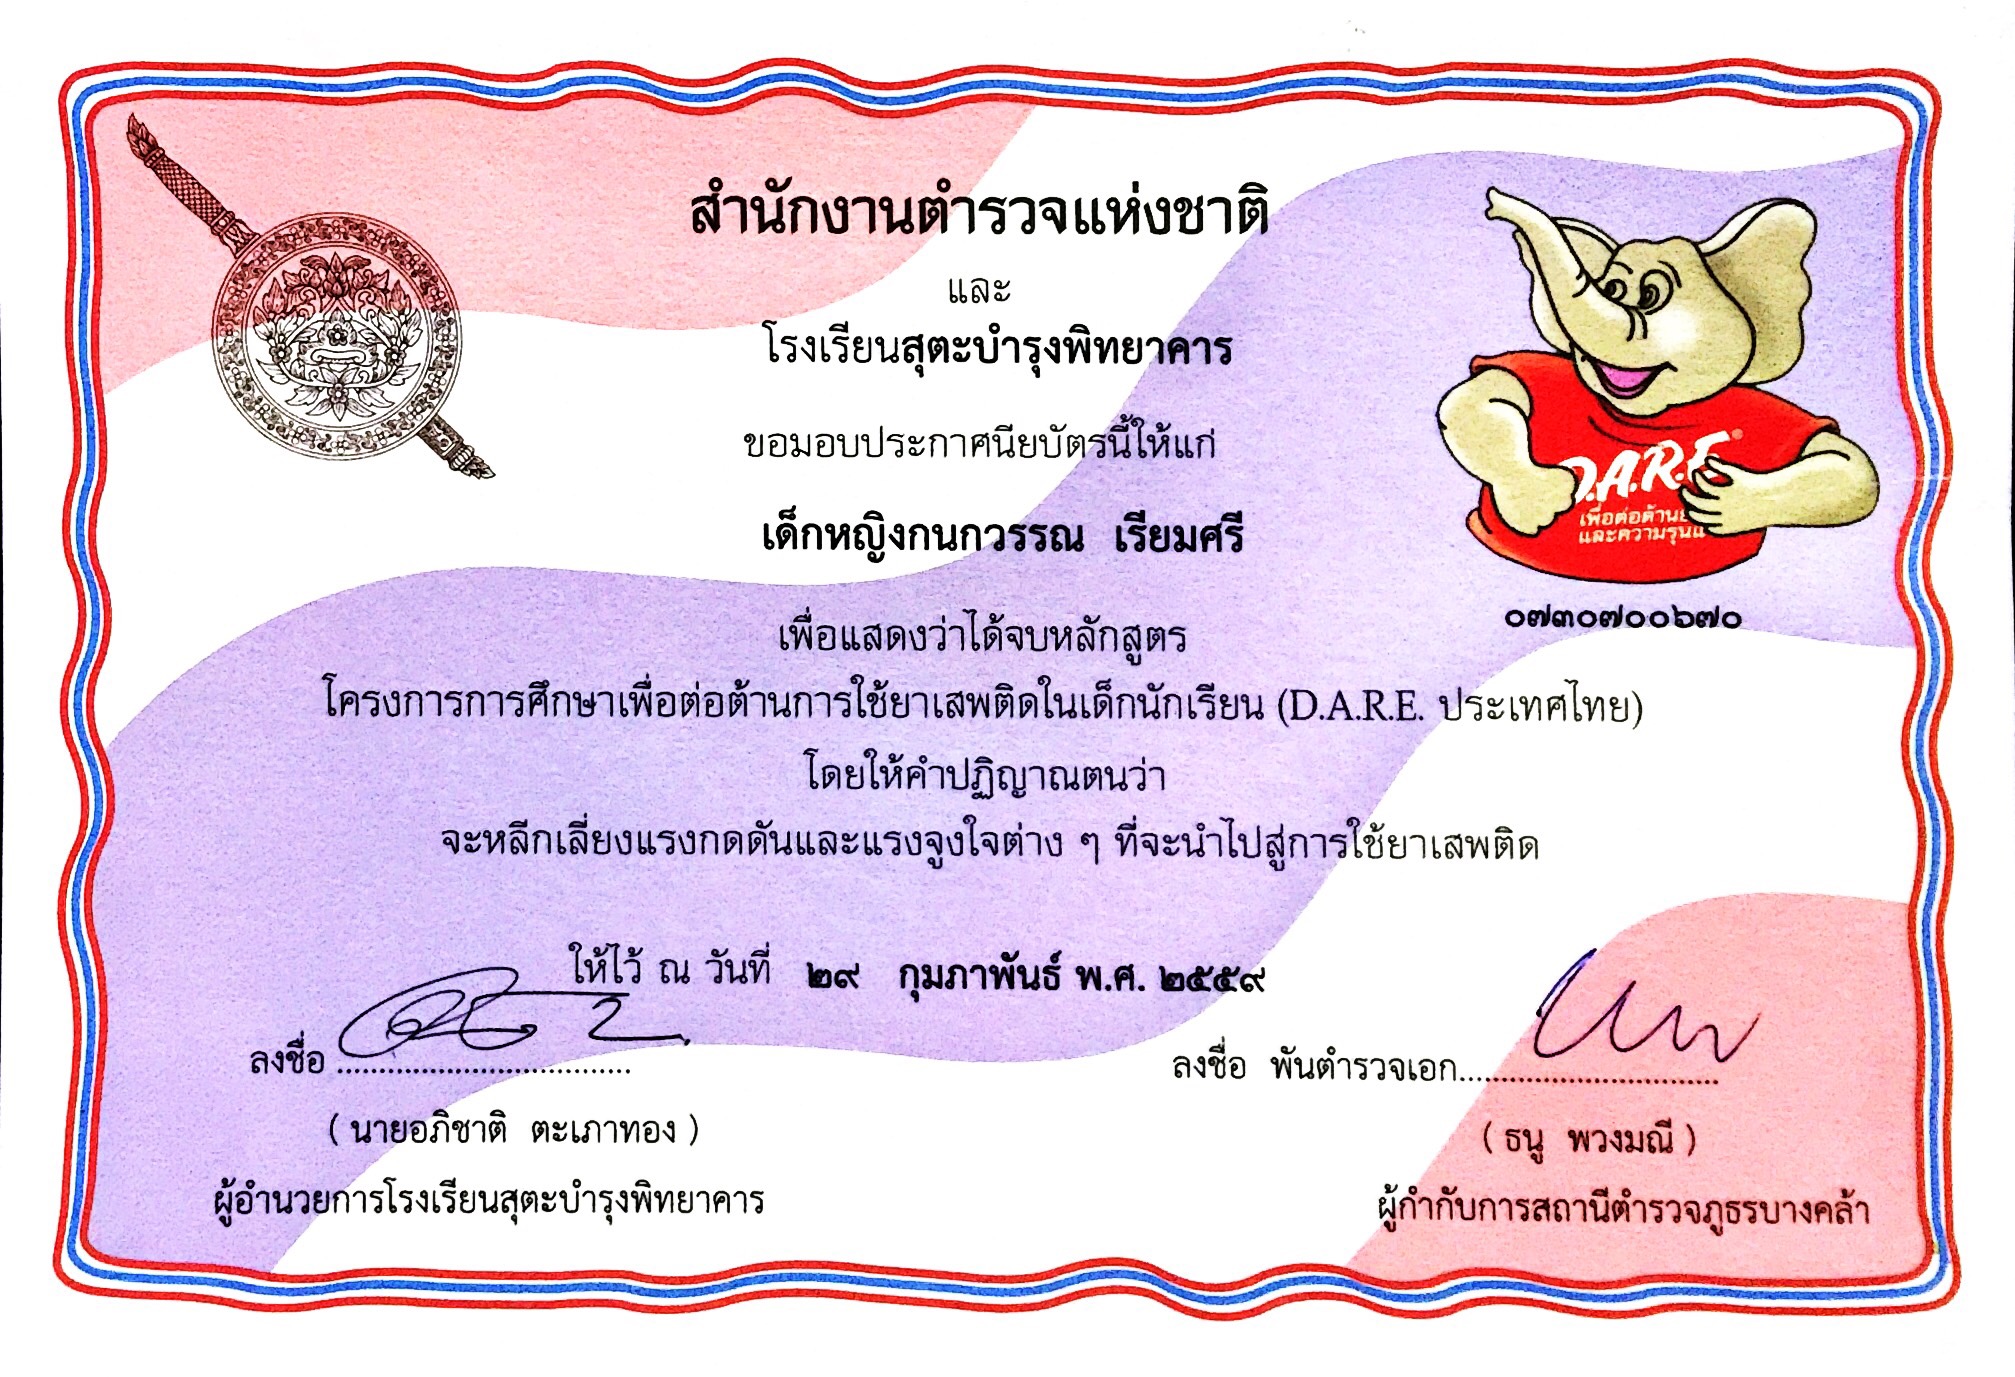 สำนักงานตำรวจแห่งชาติ
และ
โรงเรียนสุตะบำรุงพิทยาคาร
ขอมอบประกาศนียบัตรนี้ให้แก่
เด็กหญิงกนกวรรณ เรียมศรี
D.A.R.E.
เพื่อต่อต้าน
และความรุนแ
๐๗๓๐๗๐๐๖๗๐
เพื่อแสดงว่าได้จบหลักสูตร
โครงการการศึกษาเพื่อต่อต้านการใช้ยาเสพติดในเด็กนักเรียน (D.A.R.E. ประเทศไทย)
โดยให้คำปฏิญาณตนว่า
จะหลีกเลี่ยงแรงกดดันและแรงจูงใจต่าง ๆ ที่จะนำไปสู่การใช้ยาเสพติด
ให้ไว้ ณ วันที่ ๒๙ กุมภาพันธ์ พ.ศ. ๒๕๕๙
ลงชื่อ ...................................
( นายอภิชาติ ตะเภาทอง )
ผู้อำนวยการโรงเรียนสุตะบำรุงพิทยาคาร
ลงชื่อ พันตำรวจเอก...............................
( ธนู พวงมณี )
ผู้กำกับการสถานีตำรวจภูธรบางคล้า